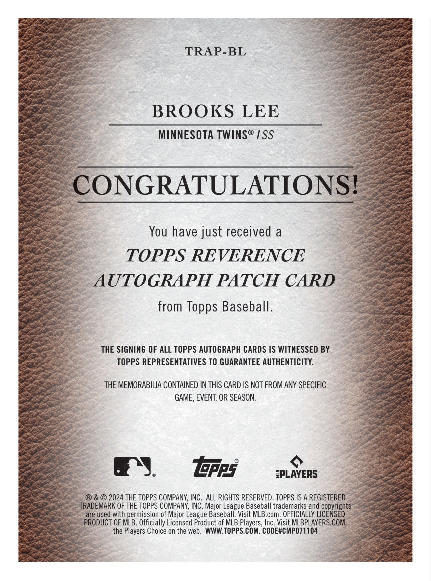 TRAP-BL
BROOKS LEE
MINNESOTA TWINS® / SS
CONGRATULATIONS!
You have just received a
TOPPS REVERENCE
AUTOGRAPH PATCH CARD
from Topps Baseball.
THE SIGNING OF ALL TOPPS AUTOGRAPH CARDS IS WITNESSED BY
TOPPS REPRESENTATIVES TO GUARANTEE AUTHENTICITY.
THE MEMORABILIA CONTAINED IN THIS CARD IS NOT FROM ANY SPECIFIC
GAME, EVENT, OR SEASON.
Topps ®
MLB PLAYERS
® & © 2024 THE TOPPS COMPANY, INC. ALL RIGHTS RESERVED. TOPPS IS A REGISTERED
TRADEMARK OF THE TOPPS COMPANY, INC. Major League Baseball trademarks and copyrights
are used with permission of Major League Baseball. Visit MLB.com. OFFICIALLY LICENSED
PRODUCT OF MLB. Officially Licensed Product of MLB Players, Inc. Visit MLBPLAYERS.COM,
the Players Choice on the web. WWW.TOPPS.COM. CODE#CMP071104